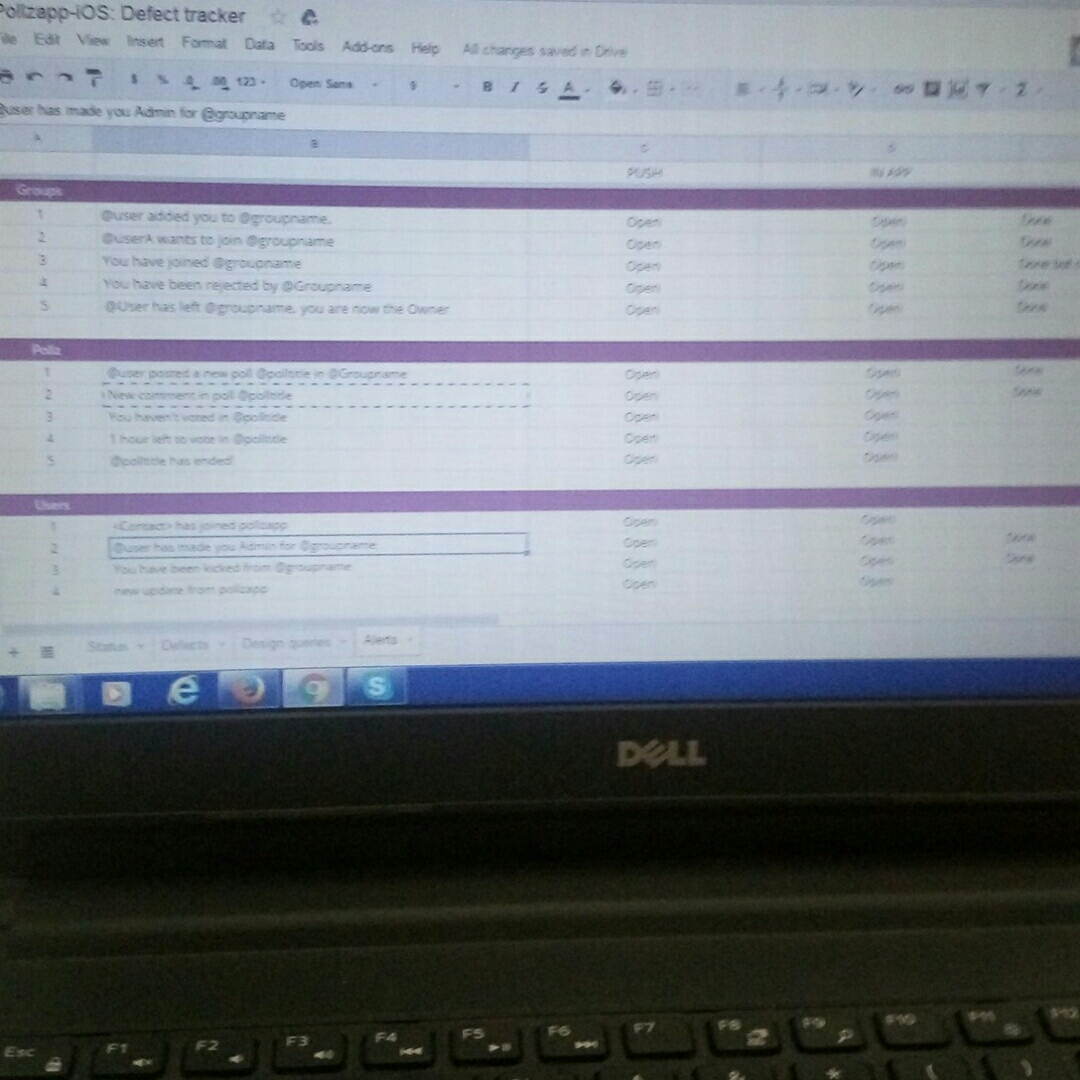 Pollzapp-iOS: Defect tracker
File Edit View Insert Format Data Tools Add-ons Help All changes saved in Drive
$ % .0 .00 123 Open Sans 9 B I S A
@user has made you Admin for @groupname
A B C
PUSH IN APP
Groups
1 @user added you to @groupname. Open Open Done
2 @userA wants to join @groupname Open Open Done
3 You have joined @groupname Open Open
4 You have been rejected by @Groupname Open Open Done
5 @User has left @groupname, you are now the Owner Open Open Done
Pollz
1 @user posted a new poll @polltitle in @Groupname Open Open Done
2 New comment in poll @polltitle Open Open Done
3 You haven't voted in @polltitle Open Open
4 1 hour left to vote in @polltitle Open Open
5 @polltitle has ended! Open Open
Users
1 <Contact> has joined pollzapp Open Open
2 @user has made you Admin for @groupname Open Open Done
3 You have been kicked from @groupname Open Open Done
4 new update from pollzapp Open Open
Status Defects Design queries Alerts
DELL
Esc F1 F2 F3 F4 F5 F6 F7 F8 F9 F10 F11 F12
& * ( )